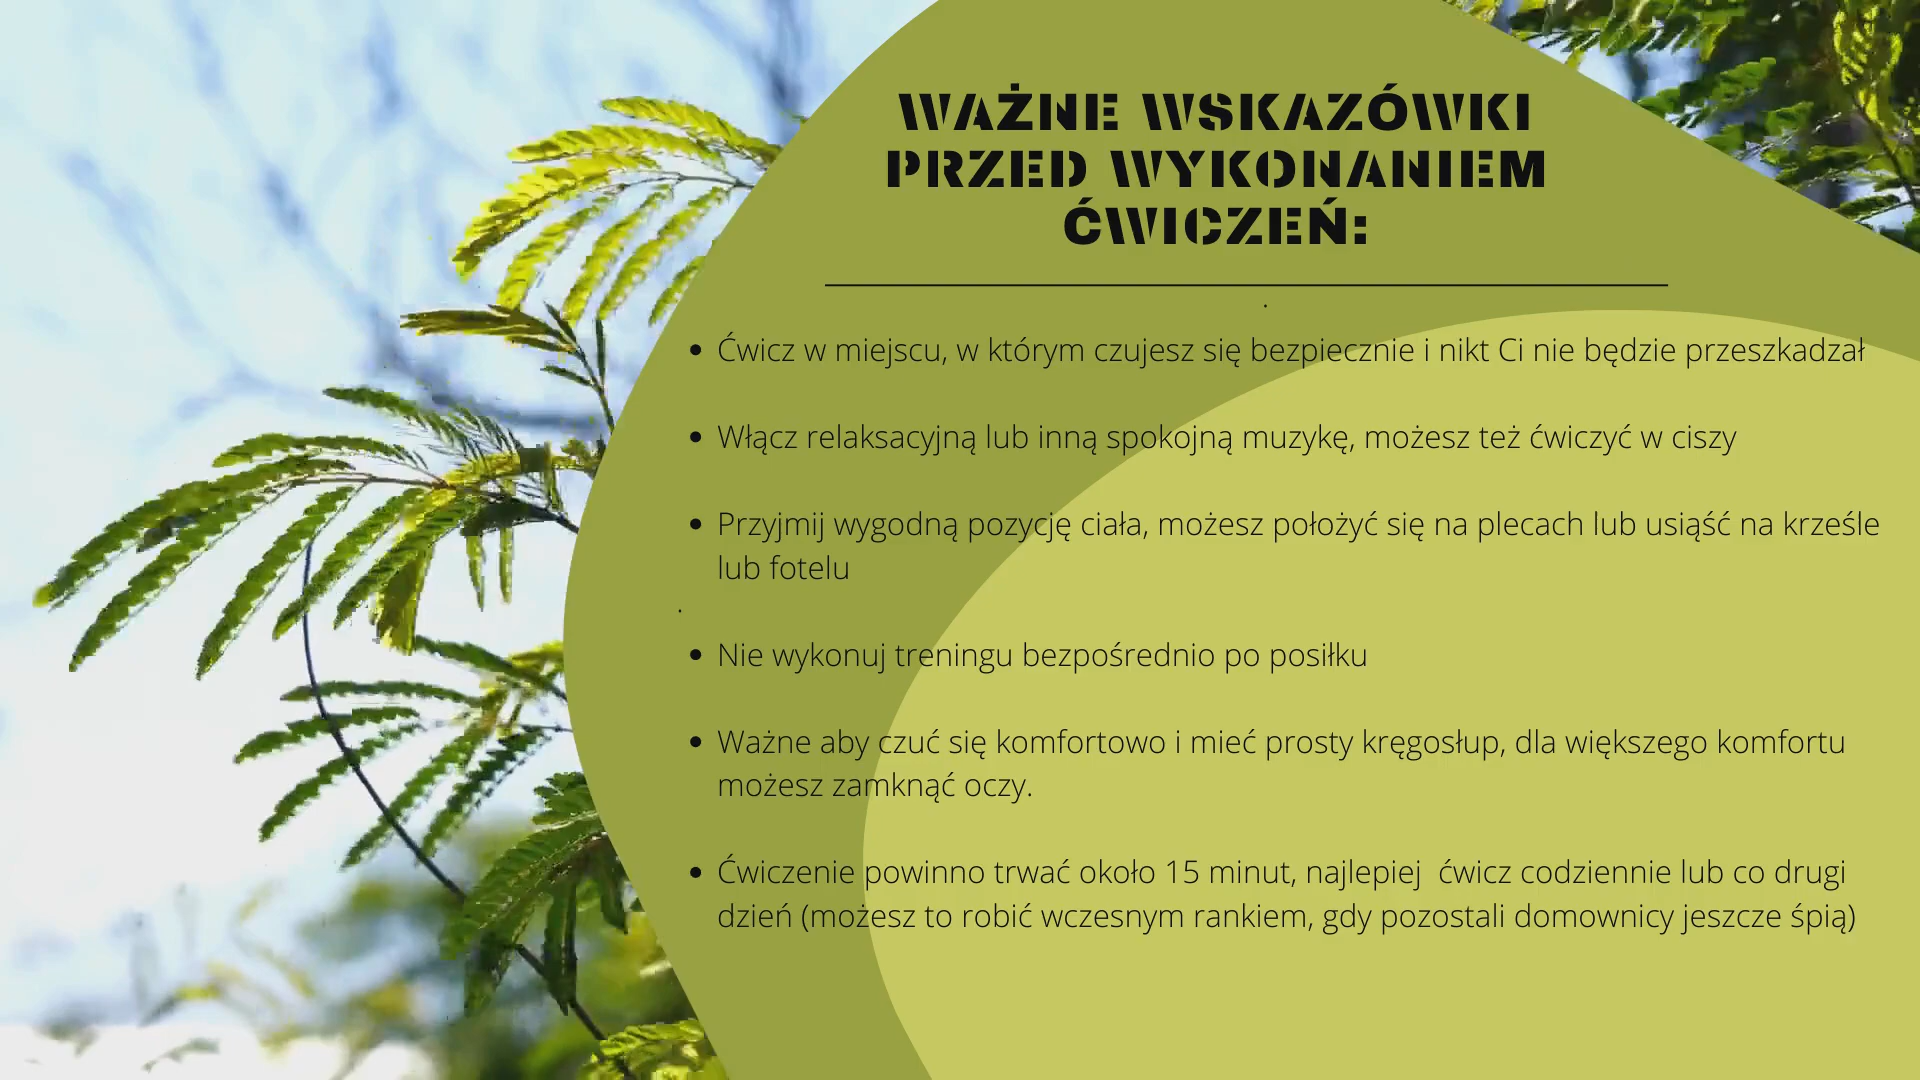 WAŻNE WSKAZÓWKI
PRZED WYKONANIEM
ĆWICZEŃ:
.
• Ćwicz w miejscu, w którym czujesz się bezpiecznie i nikt Ci nie będzie przeszkadzał
• Włącz relaksacyjną lub inną spokojną muzykę, możesz też ćwiczyć w ciszy
• Przyjmij wygodną pozycję ciała, możesz położyć się na plecach lub usiąść na krześle
lub fotelu
.
• Nie wykonuj treningu bezpośrednio po posiłku
• Ważne aby czuć się komfortowo i mieć prosty kręgosłup, dla większego komfortu
możesz zamknąć oczy.
• Ćwiczenie powinno trwać około 15 minut, najlepiej  ćwicz codziennie lub co drugi
dzień (możesz to robić wczesnym rankiem, gdy pozostali domownicy jeszcze śpią)